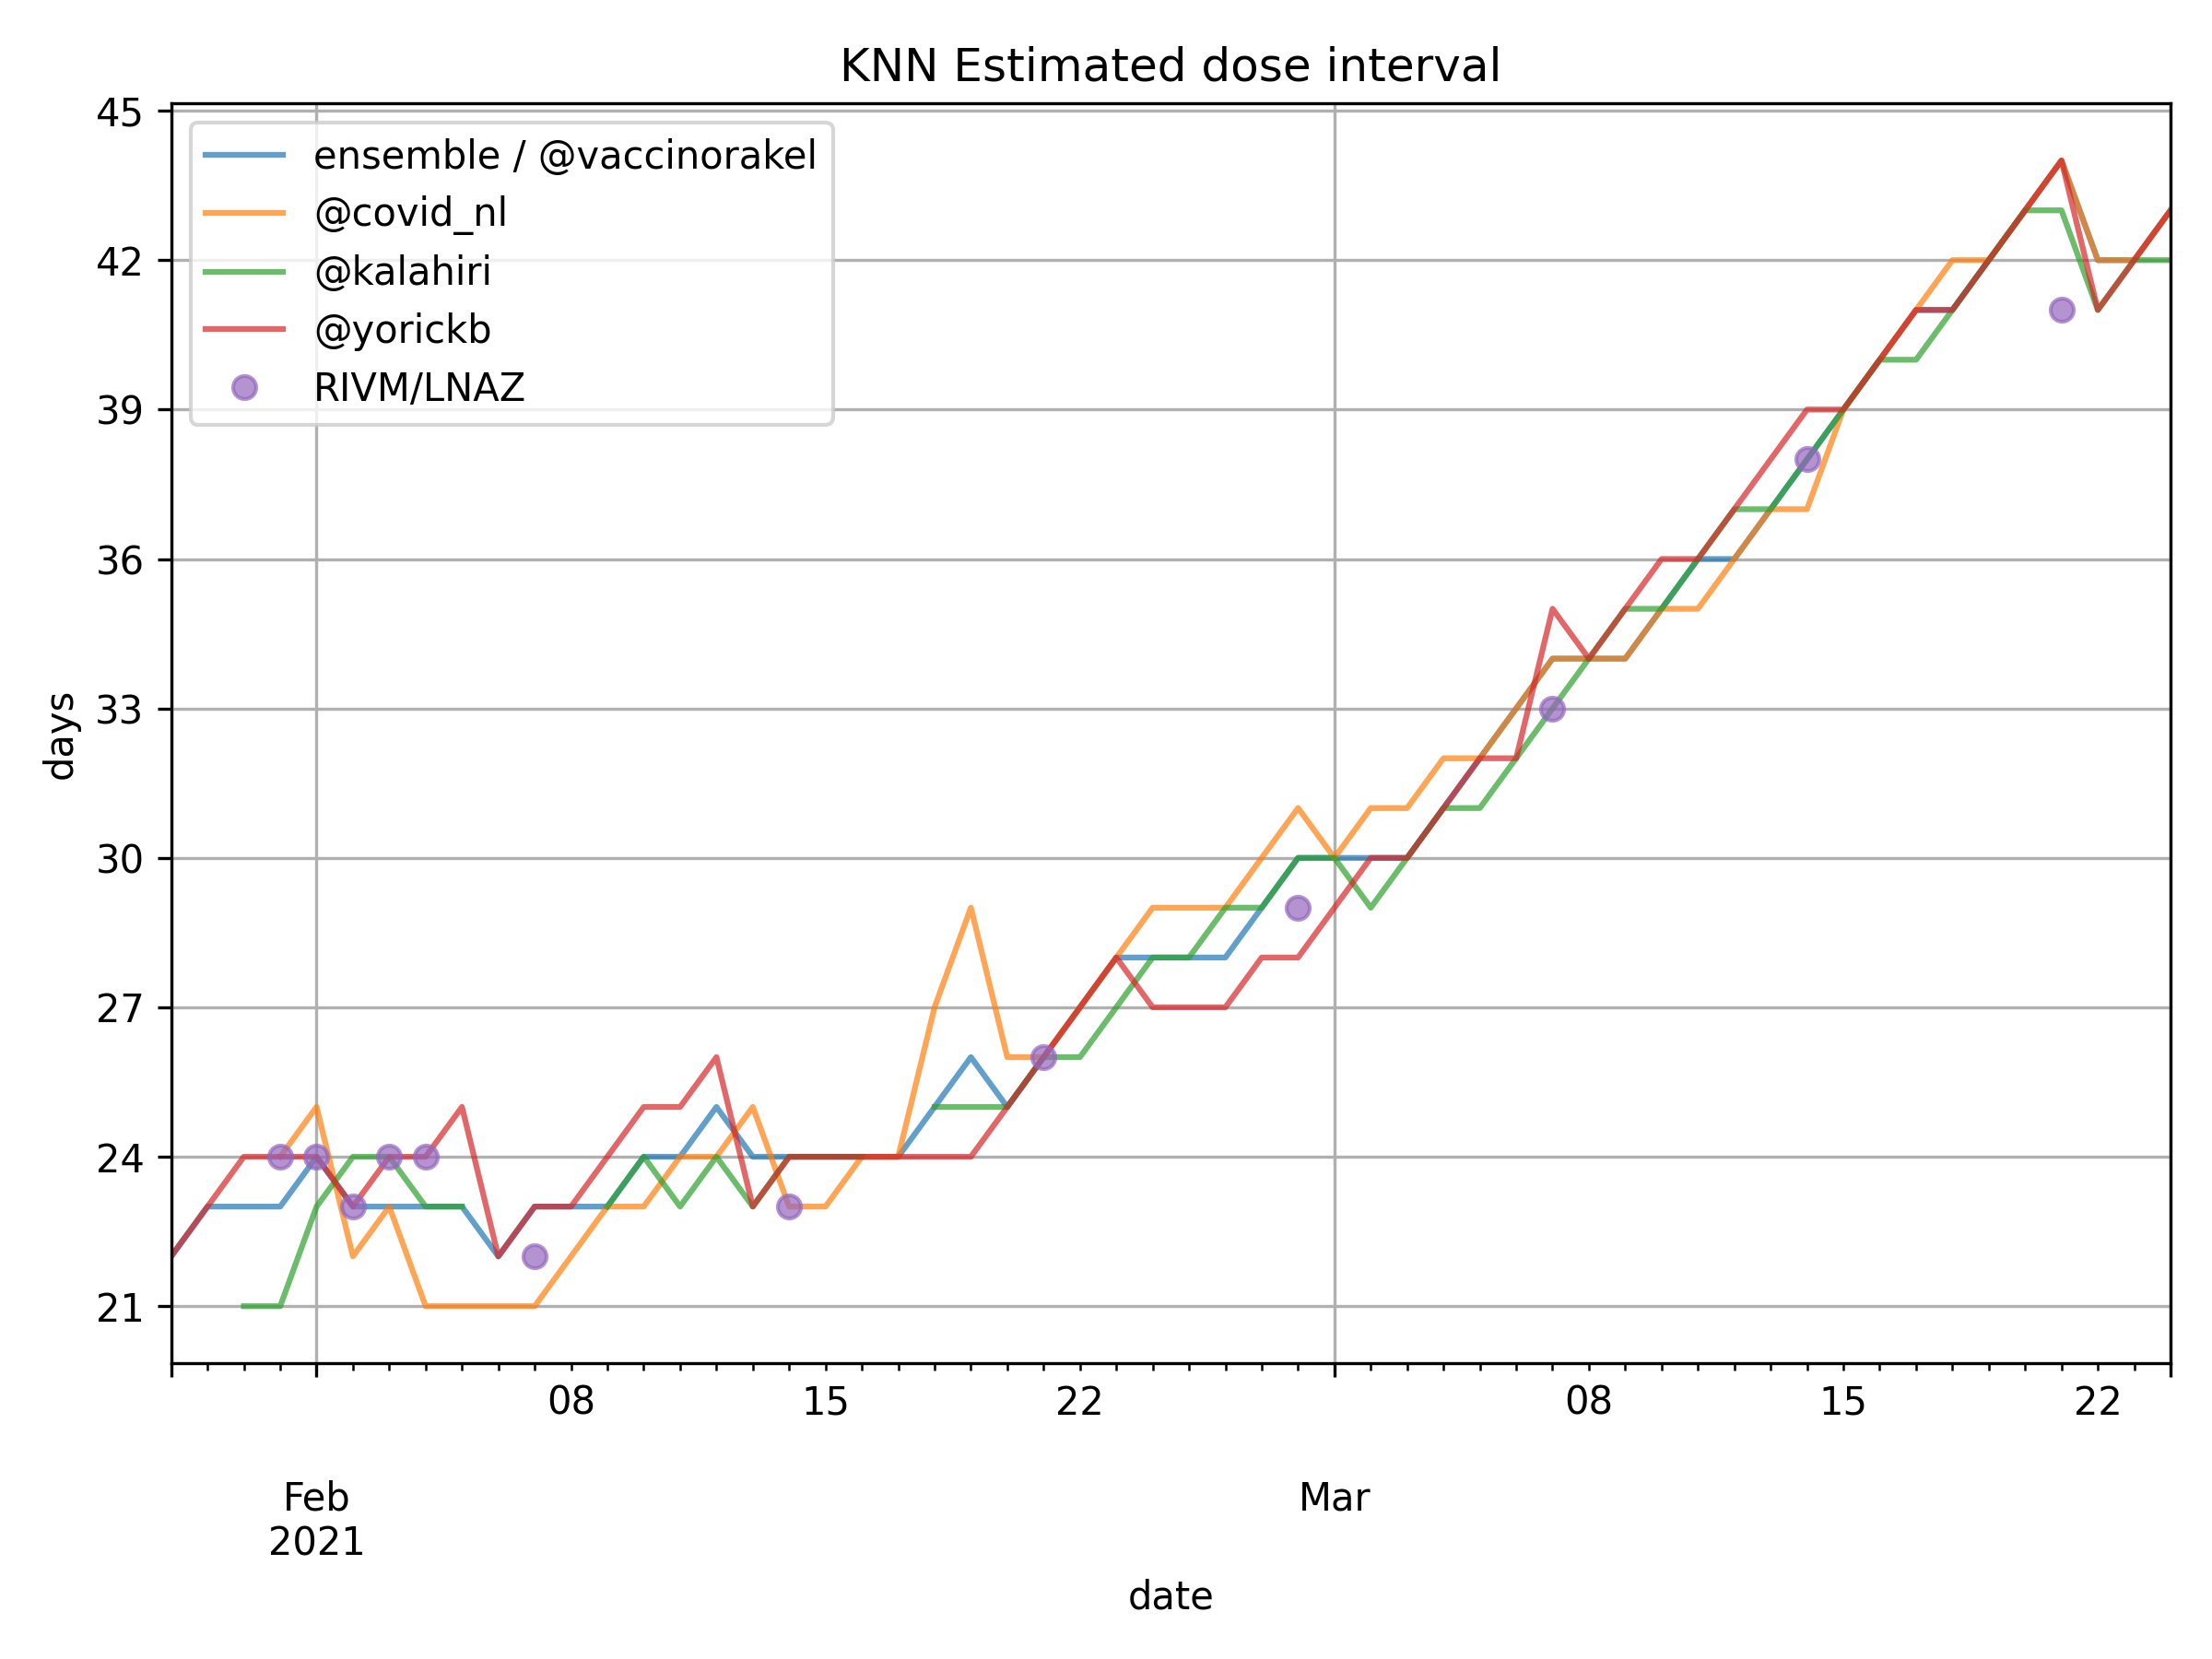 KNN Estimated dose interval
45
42
39
36
33
30
27
24
21
days
ensemble / @vaccinorakel
@covid_nl
@kalahiri
@yorickb
RIVM/LNAZ
08 15 22 08 15 22
Feb Mar
2021
date